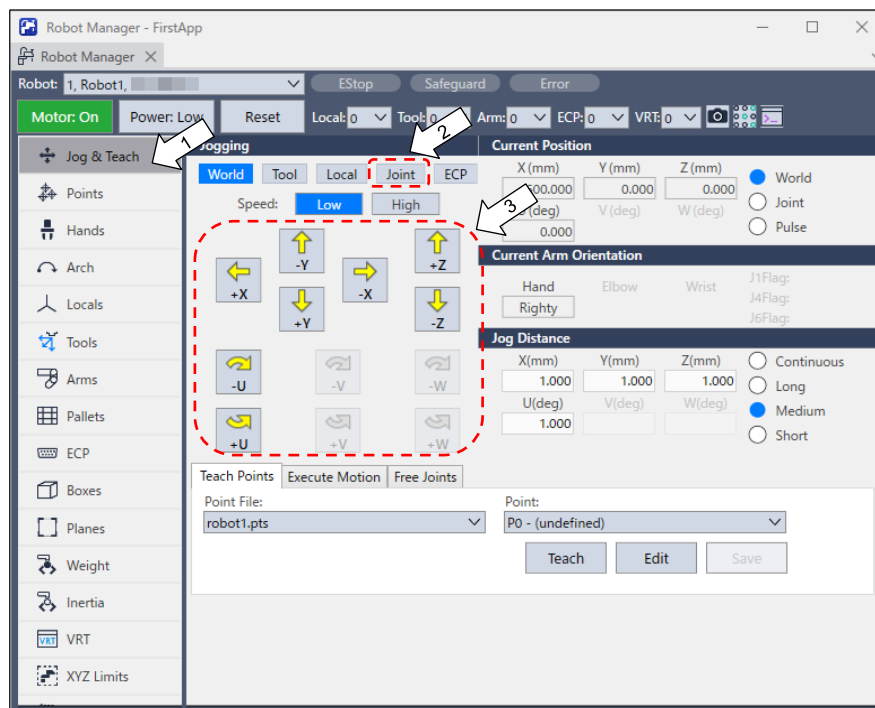 Robot Manager - FirstApp
Robot Manager
Robot: 1, Robot1, EStop Safeguard Error
Motor: On Power: Low Reset Local: 0 Tool: 0 Arm: 0 ECP: 0 VRT: 0
Jog & Teach
Points
Hands
Arch
Locals
Tools
Arms
Pallets
ECP
Boxes
Planes
Weight
Inertia
VRT
XYZ Limits
1
2
3
Jogging
World Tool Local Joint ECP
Speed: Low High
-Y +Z
+X -X
+Y -Z
-U -V -W
+U +V +W
Current Position
X (mm) Y (mm) Z (mm)
0.000 0.000
(deg) V (deg) W (deg)
0.000
World
Joint
Pulse
Current Arm Orientation
Hand Elbow Wrist
Righty
J1Flag:
J4Flag:
J6Flag:
Jog Distance
X(mm) Y(mm) Z(mm)
1.000 1.000 1.000
U(deg) V(deg) W(deg)
1.000
Continuous
Long
Medium
Short
Teach Points Execute Motion Free Joints
Point File: Point:
robot1.pts P0 - (undefined)
Teach Edit Save